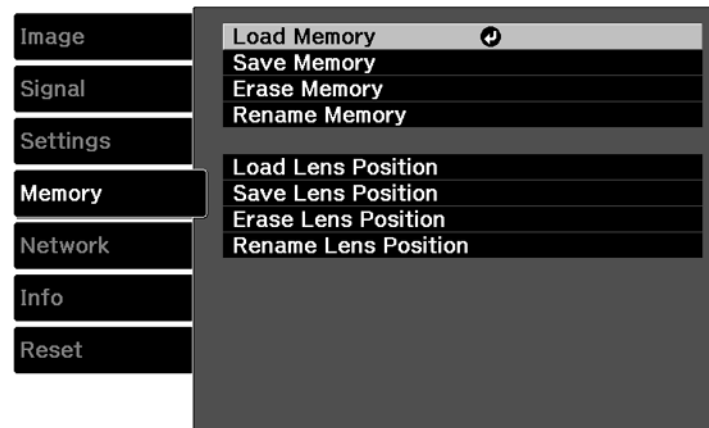 Image
Signal
Settings
Memory
Network
Info
Reset
Load Memory
Save Memory
Erase Memory
Rename Memory
Load Lens Position
Save Lens Position
Erase Lens Position
Rename Lens Position